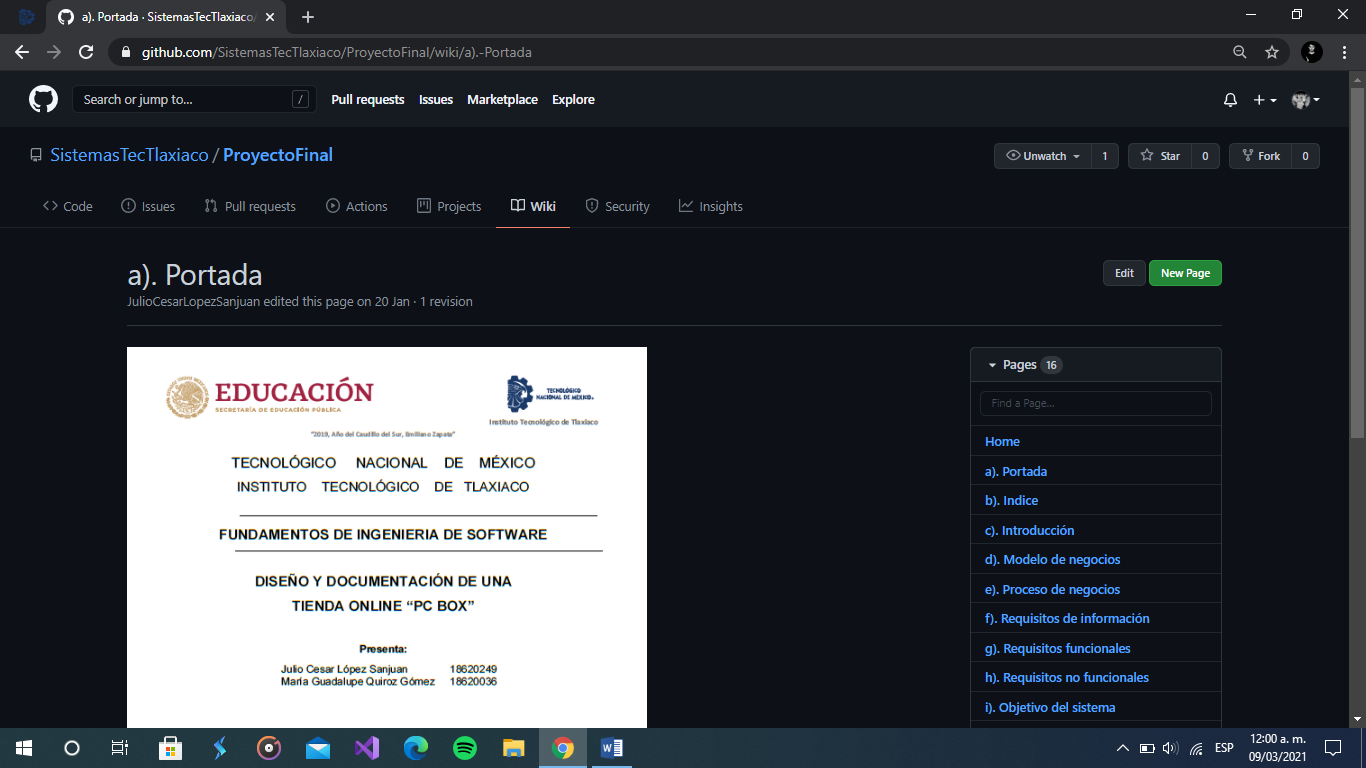 a). Portada · SistemasTecTlaxiaco/
github.com/SistemasTecTlaxiaco/ProyectoFinal/wiki/a).-Portada
Search or jump to...
/
Pull requests
Issues
Marketplace
Explore
SistemasTecTlaxiaco / ProyectoFinal
Unwatch
1
Star
0
Fork
0
Code
Issues
Pull requests
Actions
Projects
Wiki
Security
Insights
a). Portada
Edit
New Page
JulioCesarLopezSanjuan edited this page on 20 Jan · 1 revision
EDUCACIÓN
SECRETARÍA DE EDUCACIÓN PÚBLICA
TECNOLÓGICO
NACIONAL DE MÉXICO®
Instituto Tecnológico de Tlaxiaco
"2019, Año del Caudillo del Sur, Emiliano Zapata"
TECNOLÓGICO NACIONAL DE MÉXICO
INSTITUTO TECNOLÓGICO DE TLAXIACO
FUNDAMENTOS DE INGENIERIA DE SOFTWARE
DISEÑO Y DOCUMENTACIÓN DE UNA
TIENDA ONLINE “PC BOX”
Presenta:
Julio Cesar López Sanjuan 18620249
María Guadalupe Quiroz Gómez 18620036
Pages 16
Find a Page...
Home
a). Portada
b). Indice
c). Introducción
d). Modelo de negocios
e). Proceso de negocios
f). Requisitos de información
g). Requisitos funcionales
h). Requisitos no funcionales
i). Objetivo del sistema
ESP
12:00 a. m.
09/03/2021